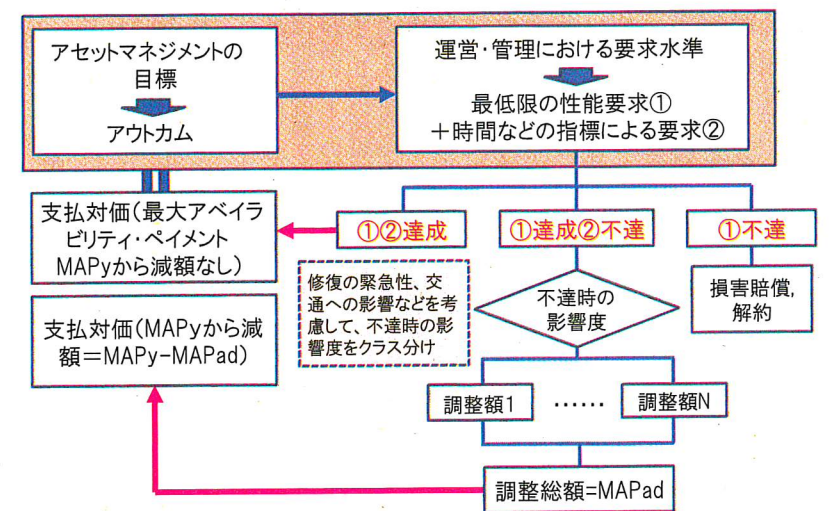 アセットマネジメントの
目標
アウトカム
運営・管理における要求水準
最低限の性能要求①
＋時間などの指標による要求②
支払対価(最大アベイラ
ビリティ・ペイメント
MAPyから減額なし)
①②達成
①達成②不達
①不達
修復の緊急性、交
通への影響などを考
慮して、不達時の影
響度をクラス分け
不達時の
影響度
損害賠償,
解約
支払対価(MAPyから減
額＝MAPy-MAPad)
調整額1
……
調整額N
調整総額=MAPad